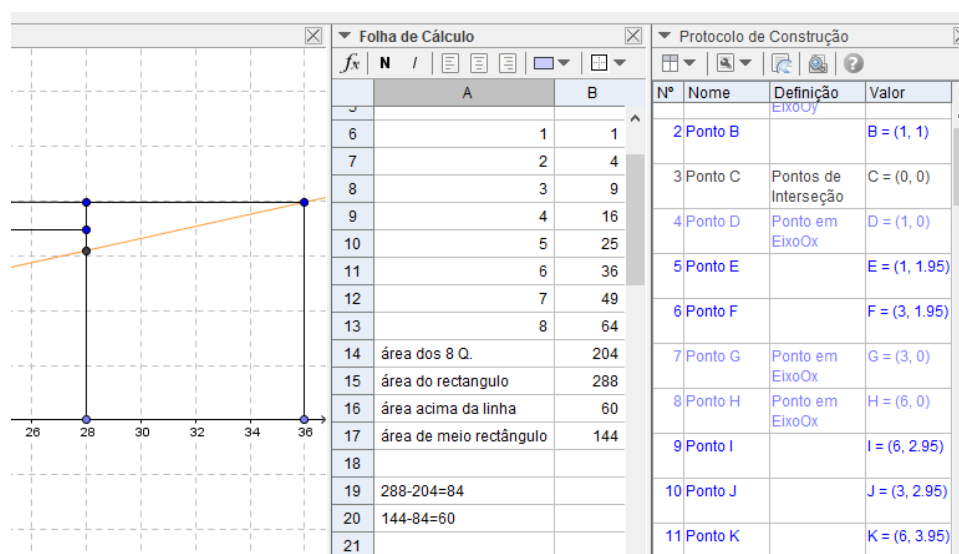 Folha de Cálculo
Protocolo de Construção
fx N I
A B
Nº Nome Definição Valor
EixoOy
6 1 1
7 2 4
8 3 9
9 4 16
10 5 25
11 6 36
12 7 49
13 8 64
14 área dos 8 Q. 204
15 área do rectangulo 288
16 área acima da linha 60
17 área de meio rectângulo 144
18
19 288-204=84
20 144-84=60
21
2 Ponto B B = (1, 1)
3 Ponto C Pontos de Interseção C = (0, 0)
4 Ponto D Ponto em EixoOx D = (1, 0)
5 Ponto E E = (1, 1.95)
6 Ponto F F = (3, 1.95)
7 Ponto G Ponto em EixoOx G = (3, 0)
8 Ponto H Ponto em EixoOx H = (6, 0)
9 Ponto I I = (6, 2.95)
10 Ponto J J = (3, 2.95)
11 Ponto K K = (6, 3.95)
26 28 30 32 34 36